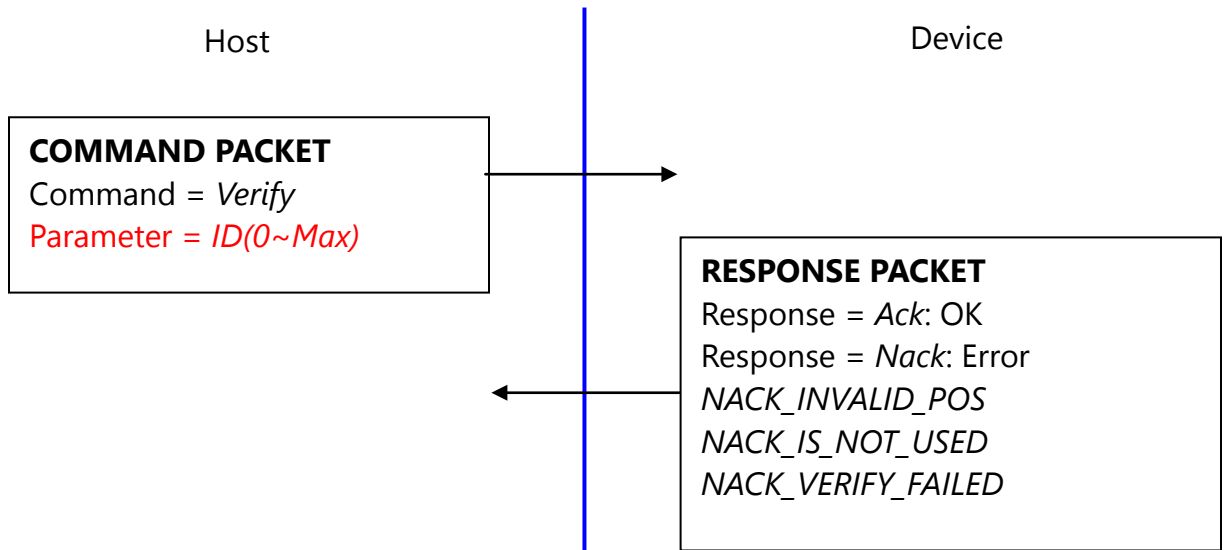 Host
Device
COMMAND PACKET
Command = Verify
Parameter = ID(0~Max)
RESPONSE PACKET
Response = Ack: OK
Response = Nack: Error
NACK_INVALID_POS
NACK_IS_NOT_USED
NACK_VERIFY_FAILED